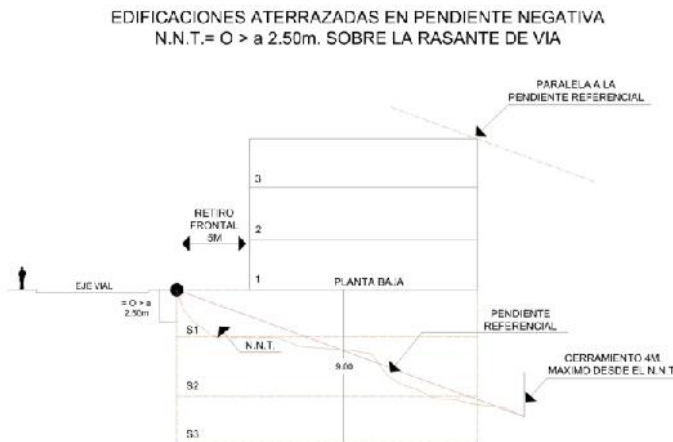 EDIFICACIONES ATERRAZADAS EN PENDIENTE NEGATIVA
N.N.T.= O > a 2.50m. SOBRE LA RASANTE DE VIA
PARALELA A LA
PENDIENTE REFERENCIAL
3
RETIRO
FRONTAL
5M
2
1
PLANTA BAJA
EJE VIAL
= O > a
2.50m
S1
N.N.T.
PENDIENTE
REFERENCIAL
9.00
CERRAMIENTO 4M.
MAXIMO DESDE EL N.N.T
S2
S3